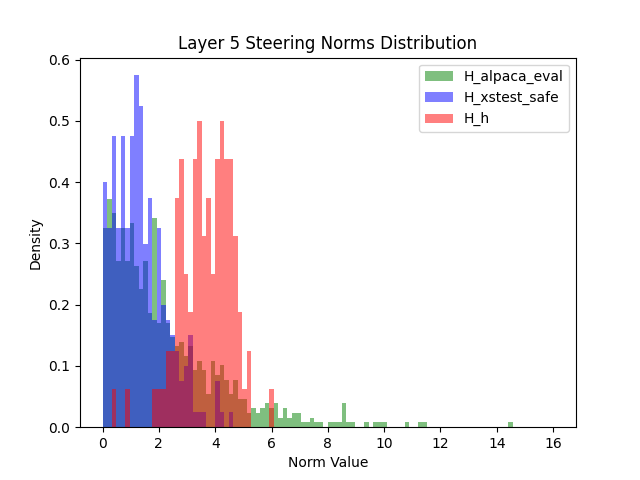 Layer 5 Steering Norms Distribution
H_alpaca_eval
H_xstest_safe
H_h
0.6
0.5
0.4
0.3
0.2
0.1
0.0
Density
0 2 4 6 8 10 12 14 16
Norm Value